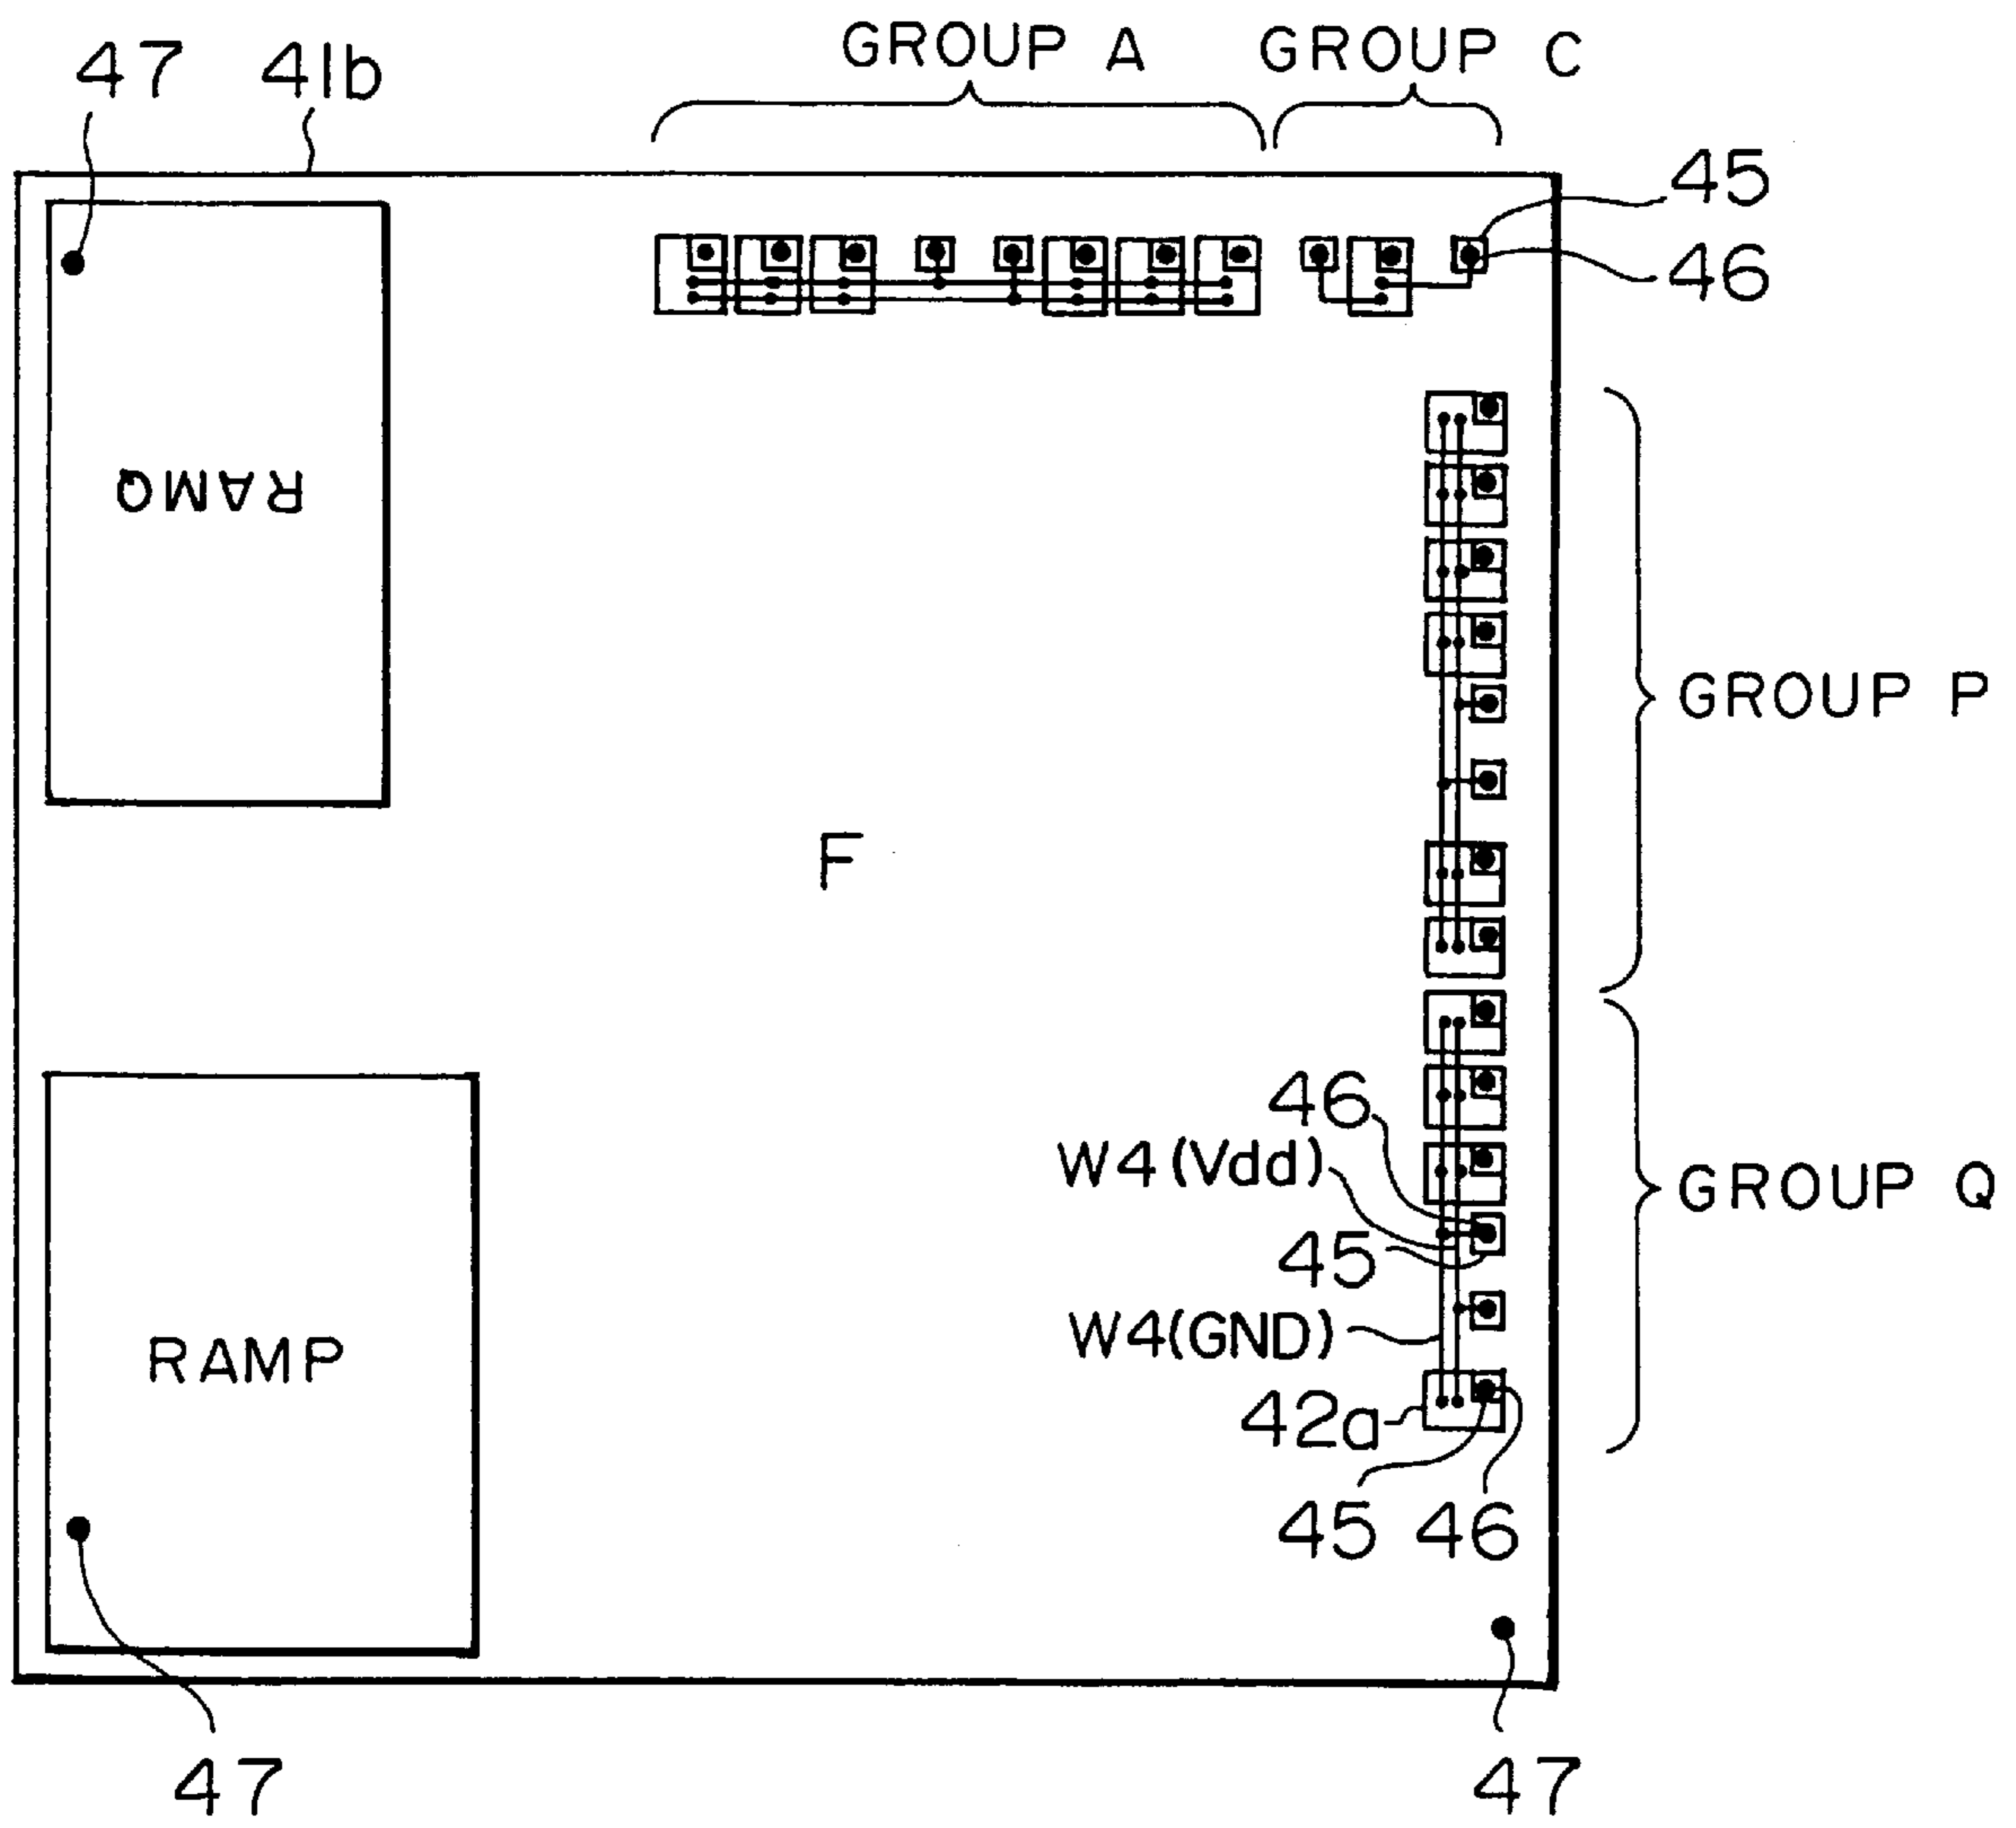 GROUP A
GROUP C
47
41b
45
46
RAMQ
GROUP P
F
46
W4(Vdd)
GROUP Q
45
W4(GND)
RAMP
42a
45
46
47
47